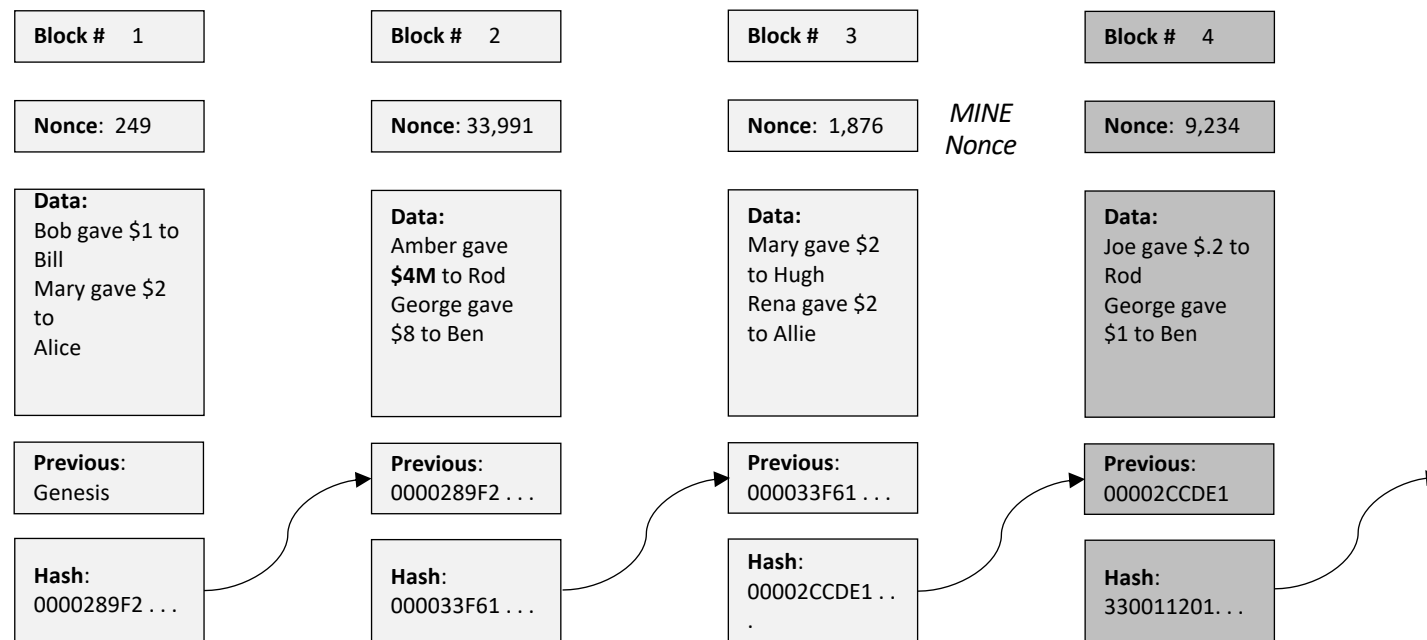 Block # 1
Nonce: 249
Data:
Bob gave $1 to
Bill
Mary gave $2
to
Alice
Previous:
Genesis
Hash:
0000289F2 . . .
Block # 2
Nonce: 33,991
Data:
Amber gave
$4M to Rod
George gave
$8 to Ben
Previous:
0000289F2 . . .
Hash:
000033F61 . . .
Block # 3
Nonce: 1,876
Data:
Mary gave $2
to Hugh
Rena gave $2
to Allie
Previous:
000033F61 . . .
Hash:
00002CCDE1 . .
.
MINE
Nonce
Block # 4
Nonce: 9,234
Data:
Joe gave $.2 to
Rod
George gave
$1 to Ben
Previous:
00002CCDE1
Hash:
330011201. . .